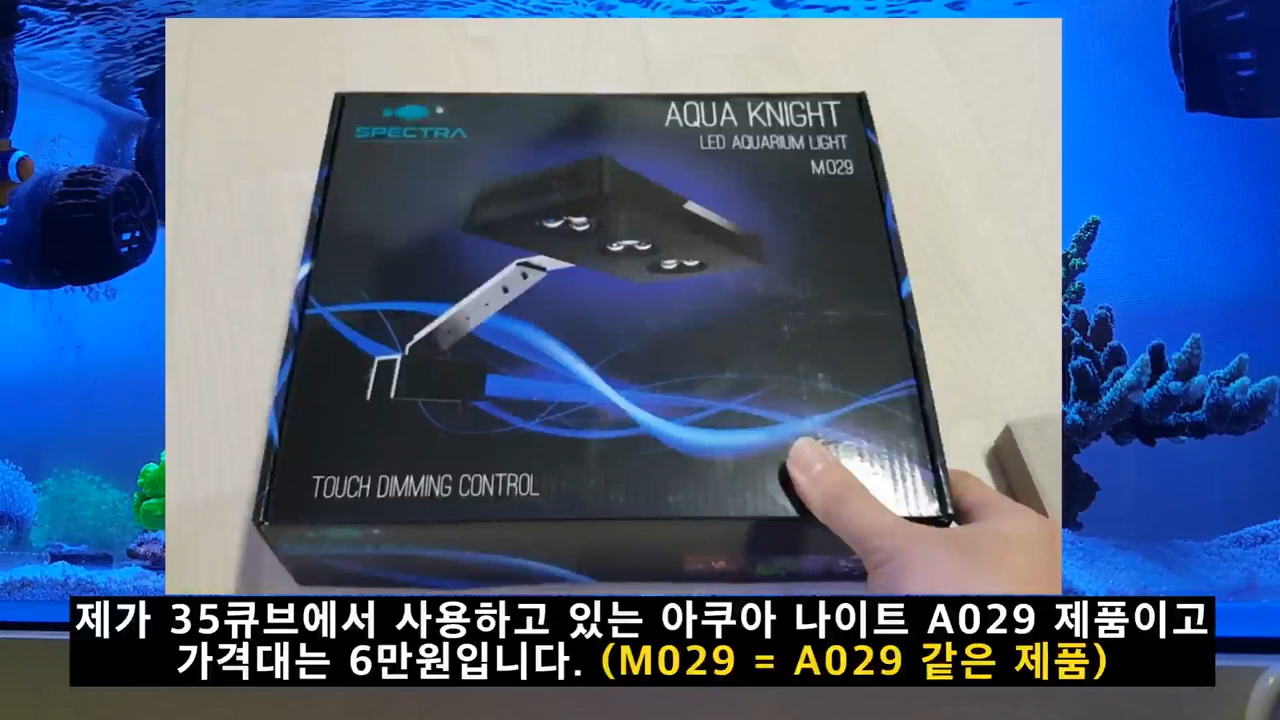 SPECTRA
AQUA KNIGHT
LED AQUARIUM LIGHT
M029
TOUCH DIMMING CONTROL
제가 35큐브에서 사용하고 있는 아쿠아 나이트 A029 제품이고
가격대는 6만원입니다. (M029 = A029 같은 제품)